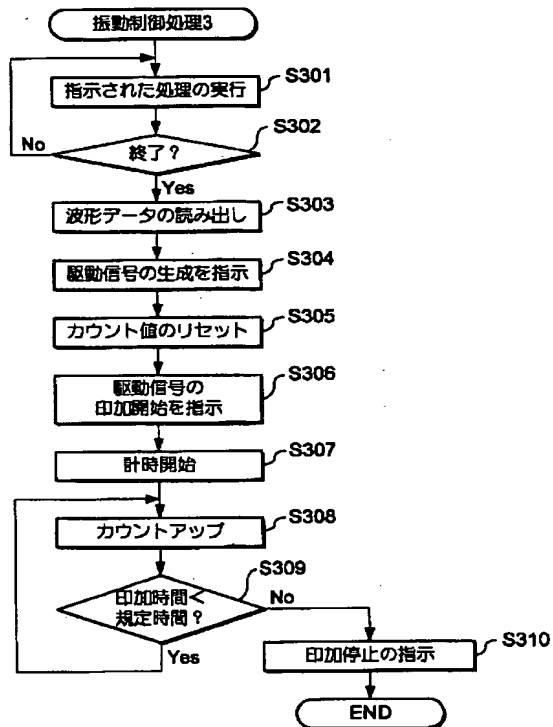 振動制御処理3
指示された処理の実行
S301
終了?
S302
No
Yes
波形データの読み出し
S303
駆動信号の生成を指示
S304
カウント値のリセット
S305
駆動信号の
印加開始を指示
S306
計時開始
S307
カウントアップ
S308
印加時間<
規定時間?
S309
No
Yes
印加停止の指示
S310
END